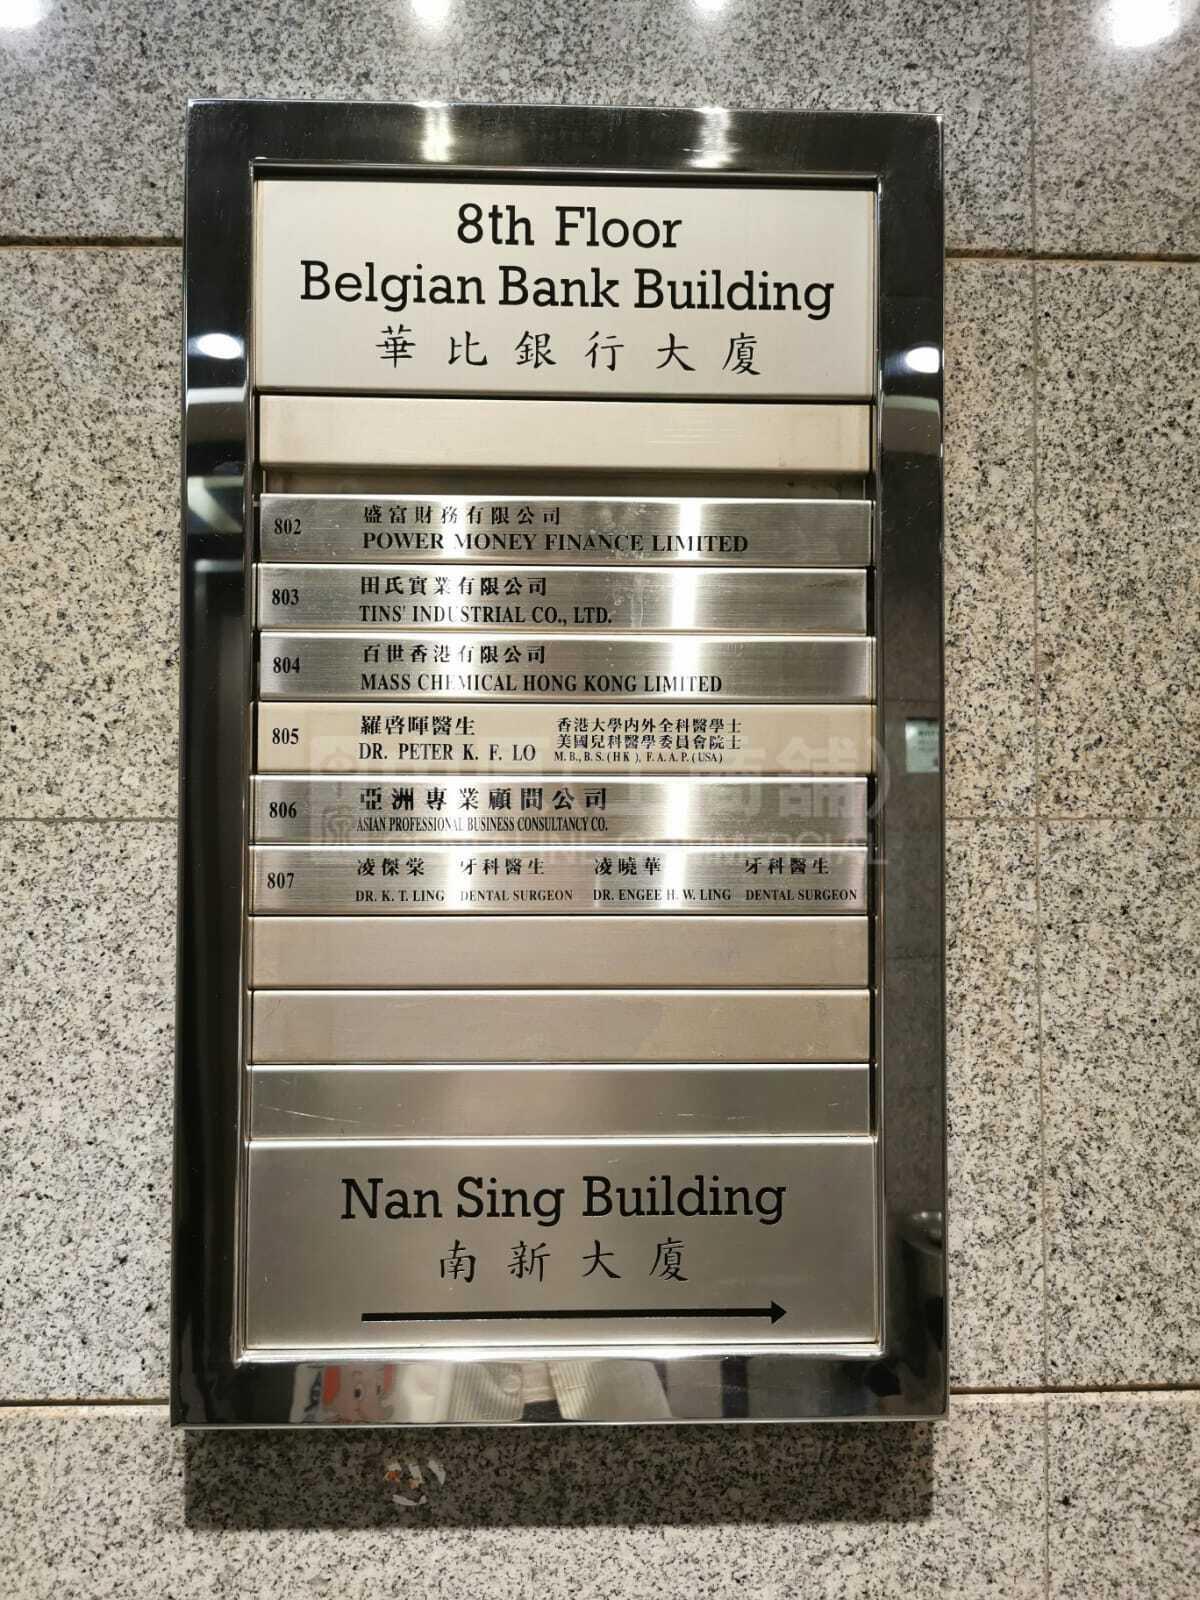 8th Floor
Belgian Bank Building
華比銀行大廈
802 盛富財務有限公司
POWER MONEY FINANCE LIMITED
803 田氏實業有限公司
TINS' INDUSTRIAL CO., LTD.
804 百世香港有限公司
MASS CHEMICAL HONG KONG LIMITED
805 羅啓暉醫生 香港大學內外全科醫學士
美國兒科醫學委員會院士
DR. PETER K. F. LO M.B., B.S. (HK), F.A.A.P. (USA)
806 亞洲專業顧問公司
ASIAN PROFESSIONAL BUSINESS CONSULTANCY CO.
807 凌傑棠 牙科醫生 凌曉華 牙科醫生
DR. K. T. LING DENTAL SURGEON DR. ENGEE H. W. LING DENTAL SURGEON
Nan Sing Building
南新大廈